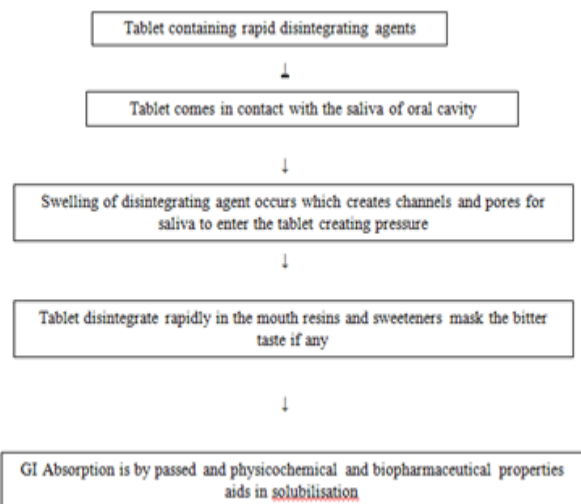 Tablet containing rapid disintegrating agents
↓
Tablet comes in contact with the saliva of oral cavity
↓
Swelling of disintegrating agent occurs which creates channels and pores for
saliva to enter the tablet creating pressure
↓
Tablet disintegrate rapidly in the mouth resins and sweeteners mask the bitter
taste if any
↓
GI Absorption is by passed and physicochemical and biopharmaceutical properties
aids in solubilisation